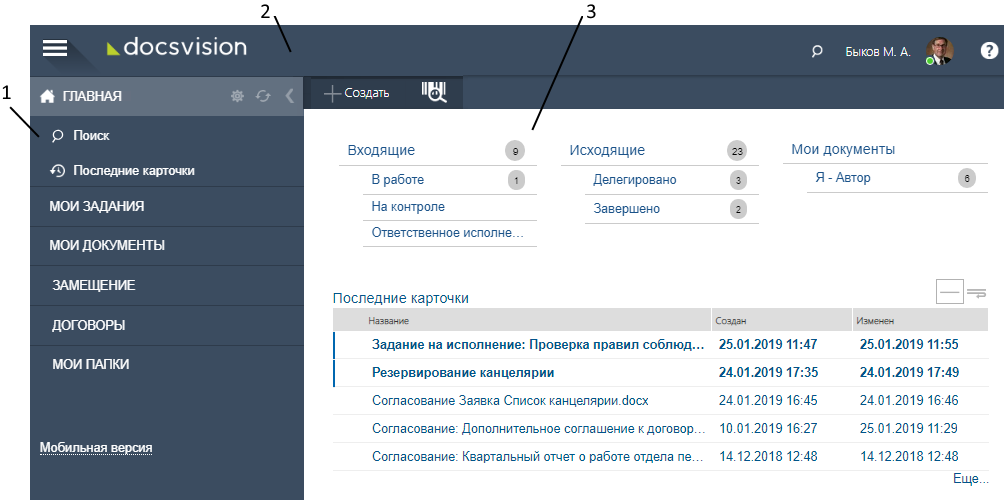 2
3
docsvision
Быков М. А.
?
1
ГЛАВНАЯ
Создать
Поиск
Последние карточки
МОИ ЗАДАНИЯ
МОИ ДОКУМЕНТЫ
ЗАМЕЩЕНИЕ
ДОГОВОРЫ
МОИ ПАПКИ
Мобильная версия
Входящие 9
В работе 1
На контроле
Ответственное исполне...
Исходящие 23
Делегировано 3
Завершено 2
Мои документы
Я - Автор 6
Последние карточки
Название Создан Изменен
Задание на исполнение: Проверка правил соблюд... 25.01.2019 11:47 25.01.2019 11:55
Резервирование канцелярии 24.01.2019 17:35 24.01.2019 17:49
Согласование Заявка Список канцелярии.docx 24.01.2019 16:45 24.01.2019 16:46
Согласование: Дополнительное соглашение к договор... 10.01.2019 16:27 25.01.2019 11:29
Согласование: Квартальный отчет о работе отдела пе... 14.12.2018 12:48 14.12.2018 12:48
Еще...